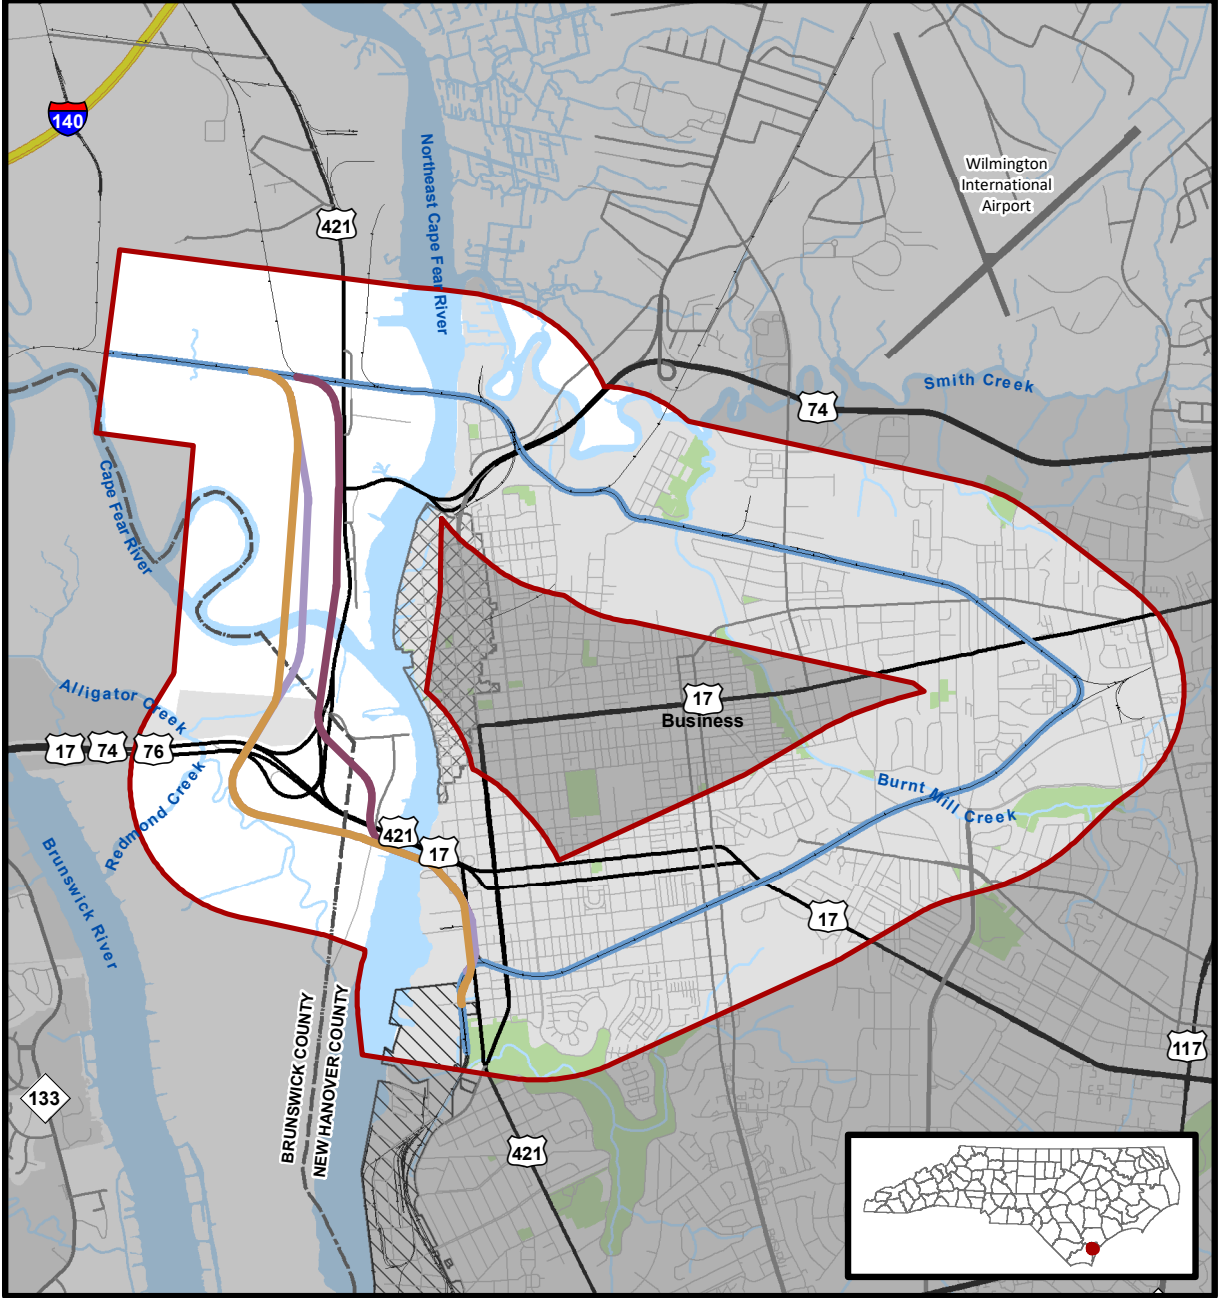 140
421
Northeast Cape Fear River
Wilmington
International
Airport
Smith Creek
74
Cape Fear River
Alligator Creek
17
74
76
Redmond Creek
17
Business
Burnt Mill Creek
421
17
17
Brunswick River
BRUNSWICK COUNTY
NEW HANOVER COUNTY
117
133
421